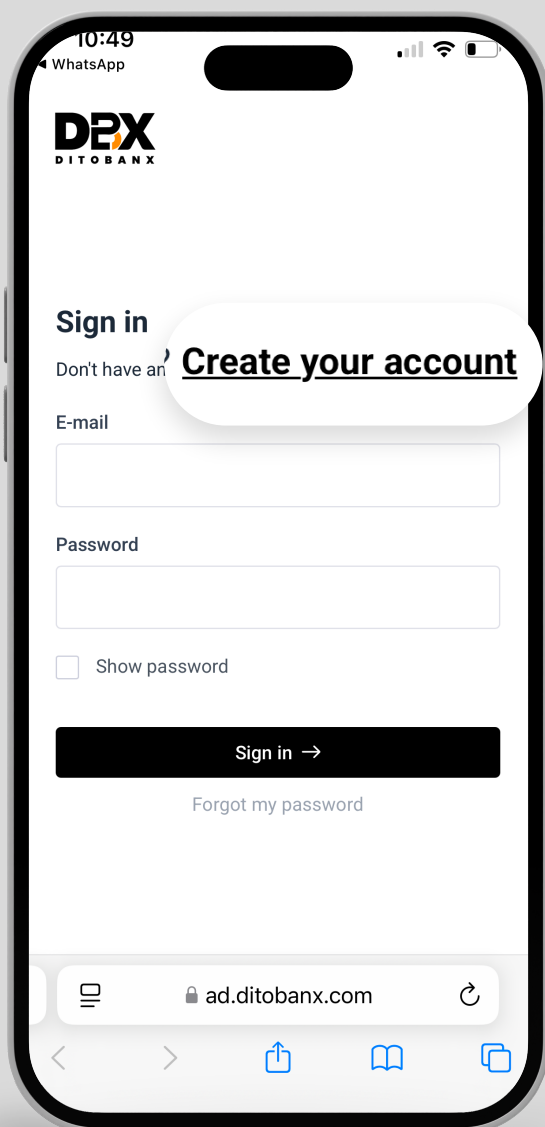 10:49
WhatsApp
DBX
DITOBANX
Sign in
Don't have an ? Create your account
E-mail
Password
Show password
Sign in →
Forgot my password
ad.ditobanx.com